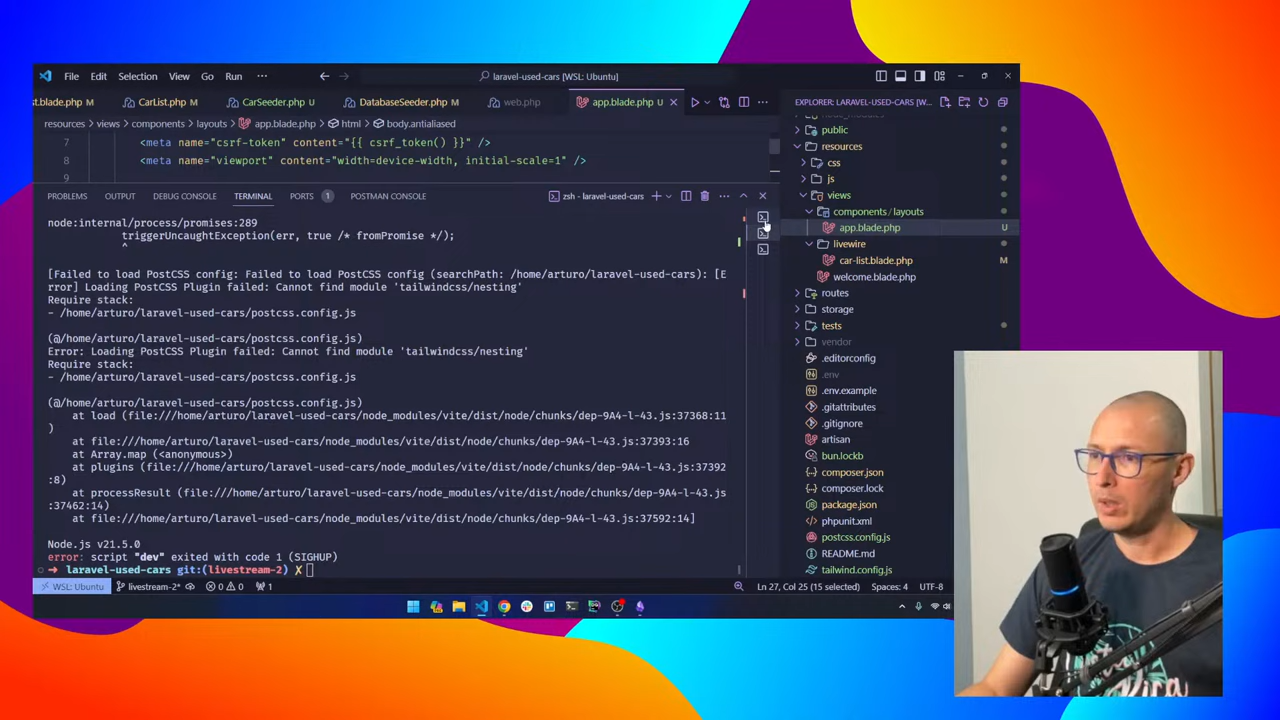 File Edit Selection View Go Run ··· laravel-used-cars [WSL: Ubuntu]
st.blade.php M CarList.php M CarSeeder.php U DatabaseSeeder.php M web.php app.blade.php U
EXPLORER: LARAVEL-USED-CARS [W...
resources > views > components > layouts > app.blade.php > html > body.antialiased
7 <meta name="csrf-token" content="{{ csrf_token() }}" />
8 <meta name="viewport" content="width=device-width, initial-scale=1" />
9
PROBLEMS OUTPUT DEBUG CONSOLE TERMINAL PORTS 1 POSTMAN CONSOLE zsh - laravel-used-cars
node:internal/process/promises:289
triggerUncaughtException(err, true /* fromPromise */);
^
[Failed to load PostCSS config: Failed to load PostCSS config (searchPath: /home/arturo/laravel-used-cars): [E
rror] Loading PostCSS Plugin failed: Cannot find module 'tailwindcss/nesting'
Require stack:
- /home/arturo/laravel-used-cars/postcss.config.js
(@/home/arturo/laravel-used-cars/postcss.config.js)
Error: Loading PostCSS Plugin failed: Cannot find module 'tailwindcss/nesting'
Require stack:
- /home/arturo/laravel-used-cars/postcss.config.js
(@/home/arturo/laravel-used-cars/postcss.config.js)
at load (file:///home/arturo/laravel-used-cars/node_modules/vite/dist/node/chunks/dep-9A4-l-43.js:37368:11
)
at file:///home/arturo/laravel-used-cars/node_modules/vite/dist/node/chunks/dep-9A4-l-43.js:37393:16
at Array.map (<anonymous>)
at plugins (file:///home/arturo/laravel-used-cars/node_modules/vite/dist/node/chunks/dep-9A4-l-43.js:37392
:8)
at processResult (file:///home/arturo/laravel-used-cars/node_modules/vite/dist/node/chunks/dep-9A4-l-43.js
:37462:14)
at file:///home/arturo/laravel-used-cars/node_modules/vite/dist/node/chunks/dep-9A4-l-43.js:37592:14]
Node.js v21.5.0
error: script "dev" exited with code 1 (SIGHUP)
➜ laravel-used-cars git:(livestream-2) ✗
node_modules
public
resources
css
js
views
components / layouts
app.blade.php U
livewire
car-list.blade.php M
welcome.blade.php
routes
storage
tests
vendor
.editorconfig
.env
.env.example
.gitattributes
.gitignore
artisan
bun.lockb
composer.json
composer.lock
package.json
phpunit.xml
postcss.config.js
README.md
tailwind.config.js
WSL: Ubuntu livestream-2* 0 0 1 Ln 27, Col 25 (15 selected) Spaces: 4 UTF-8